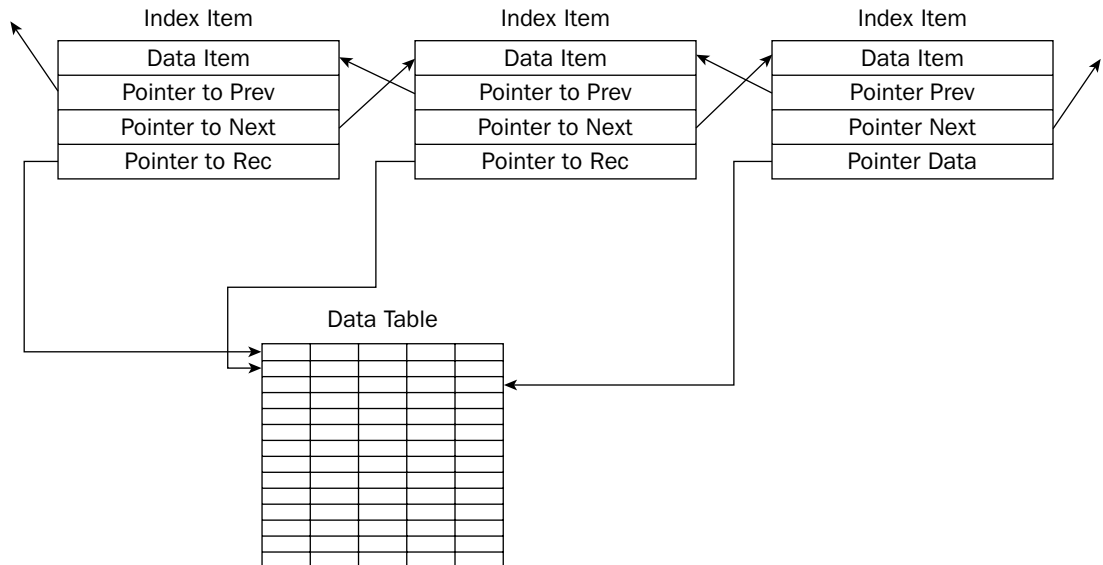 Index Item
Data Item
Pointer to Prev
Pointer to Next
Pointer to Rec
Index Item
Data Item
Pointer to Prev
Pointer to Next
Pointer to Rec
Index Item
Data Item
Pointer Prev
Pointer Next
Pointer Data
Data Table